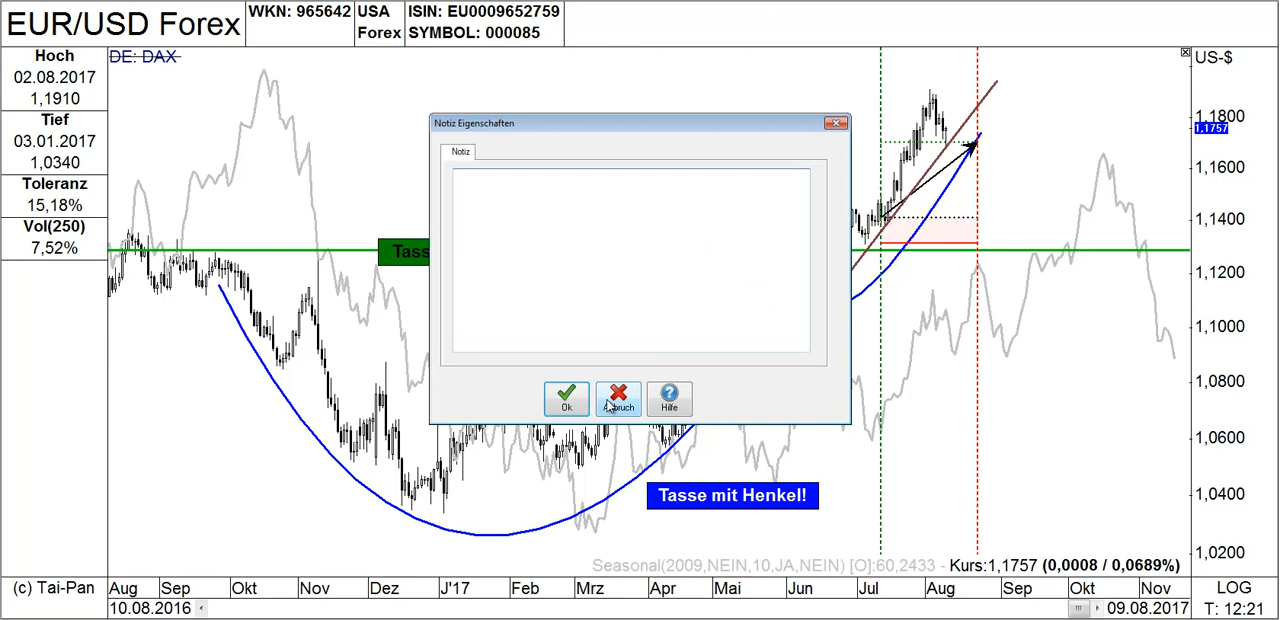 EUR/USD Forex
WKN: 965642
USA
Forex
ISIN: EU0009652759
SYMBOL: 000085
Hoch
02.08.2017
1,1910
Tief
03.01.2017
1,0340
Toleranz
15,18%
Vol(250)
7,52%
DE: DAX
US-$
1,1800
1,1757
1,1600
1,1400
1,1200
1,1000
1,0800
1,0600
1,0400
1,0200
Notiz Eigenschaften
Notiz
Ok
Hilfe
Tass
Tasse mit Henkel!
Seasonal(2009,NEIN,10,JA,NEIN) [O]:60,2433 - Kurs:1,1757 (0,0008 / 0,0689%)
(c) Tai-Pan
Aug Sep Okt Nov Dez J'17 Feb Mrz Apr Mai Jun Jul Aug Sep Okt Nov
LOG
10.08.2016
09.08.2017
T: 12:21